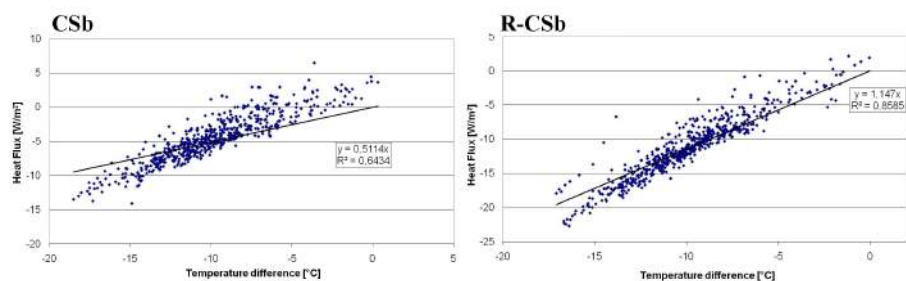 CSb
10
5
0
-5
-10
-15
-20
Heat Flux [W/m²]
y = 0,5114x
R² = 0,6434
-20 -15 -10 -5 0 5
Temperature difference [°C]
R-CSb
5
0
-5
-10
-15
-20
-25
Heat Flux [W/m²]
y = 1,147x
R² = 0,8585
-20 -15 -10 -5 0
Temperature difference [°C]